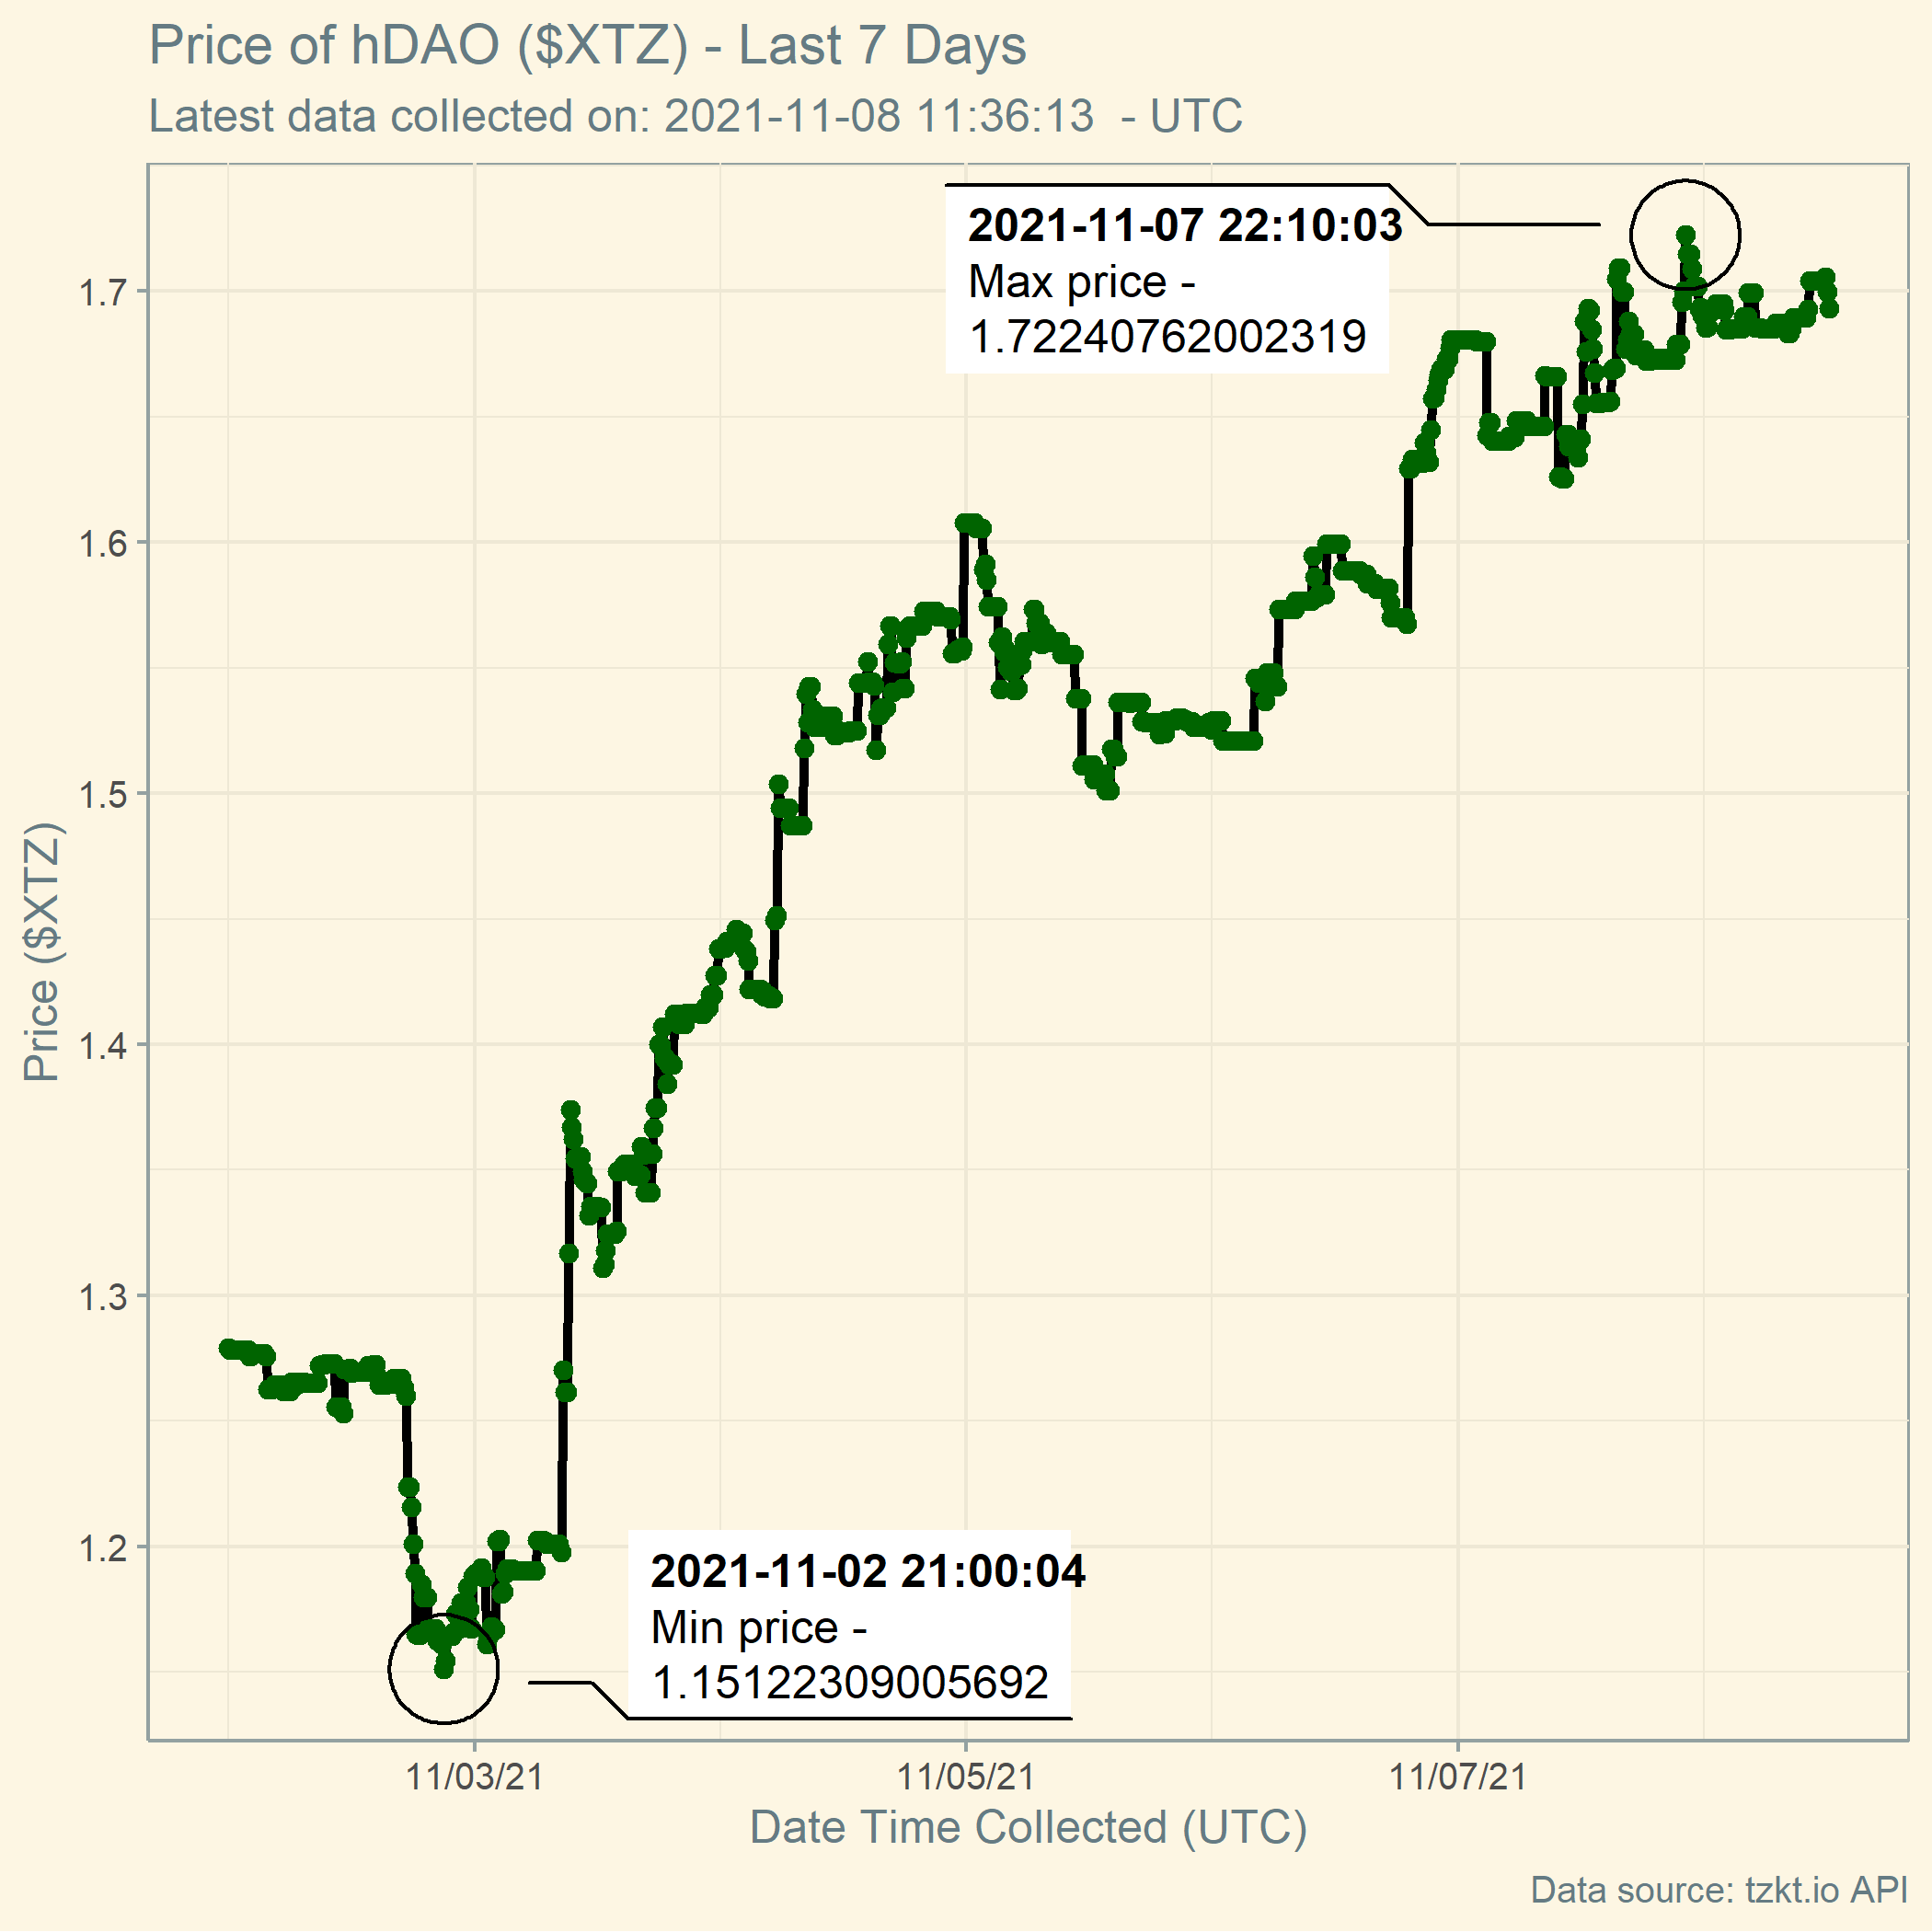 Price of hDAO ($XTZ) - Last 7 Days
Latest data collected on: 2021-11-08 11:36:13 - UTC
2021-11-07 22:10:03
Max price -
1.72240762002319
1.7
1.6
1.5
1.4
1.3
1.2
Price ($XTZ)
2021-11-02 21:00:04
Min price -
1.15122309005692
11/03/21
11/05/21
11/07/21
Date Time Collected (UTC)
Data source: tzkt.io API